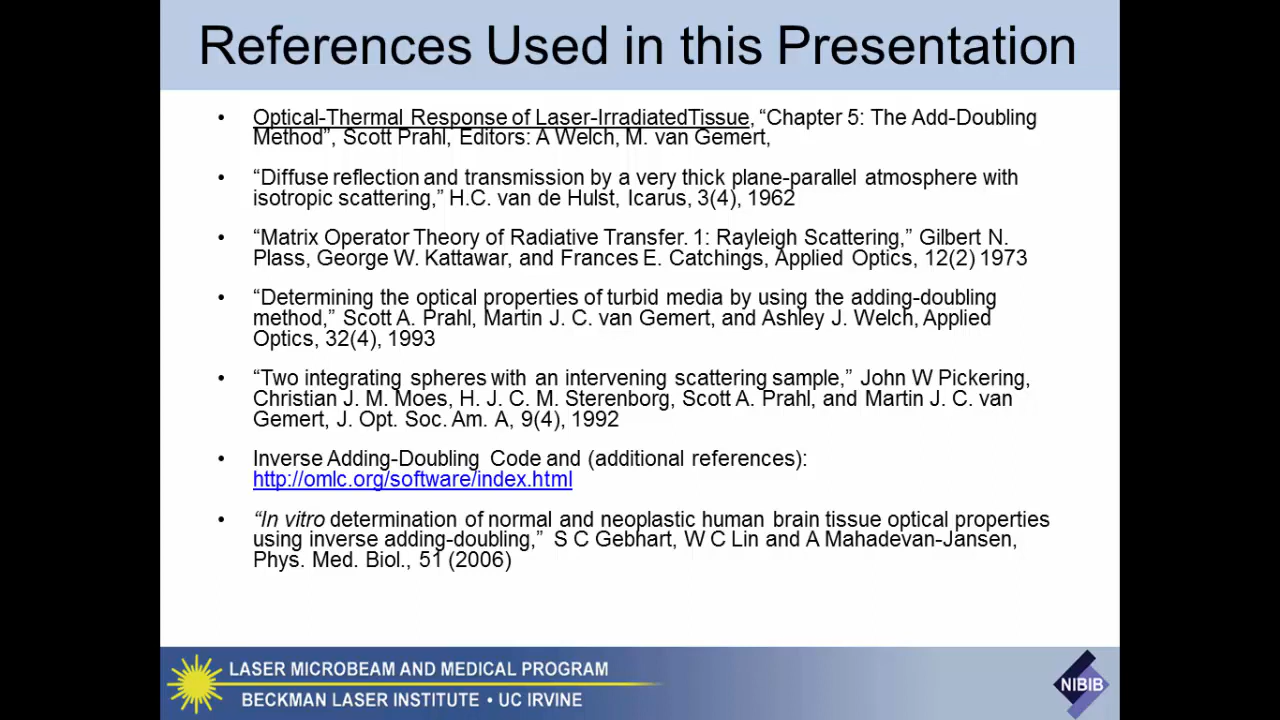 References Used in this Presentation
• Optical-Thermal Response of Laser-IrradiatedTissue, “Chapter 5: The Add-Doubling
Method”, Scott Prahl, Editors: A Welch, M. van Gemert,
• “Diffuse reflection and transmission by a very thick plane-parallel atmosphere with
isotropic scattering,” H.C. van de Hulst, Icarus, 3(4), 1962
• “Matrix Operator Theory of Radiative Transfer. 1: Rayleigh Scattering,” Gilbert N.
Plass, George W. Kattawar, and Frances E. Catchings, Applied Optics, 12(2) 1973
• “Determining the optical properties of turbid media by using the adding-doubling
method,” Scott A. Prahl, Martin J. C. van Gemert, and Ashley J. Welch, Applied
Optics, 32(4), 1993
• “Two integrating spheres with an intervening scattering sample,” John W Pickering,
Christian J. M. Moes, H. J. C. M. Sterenborg, Scott A. Prahl, and Martin J. C. van
Gemert, J. Opt. Soc. Am. A, 9(4), 1992
• Inverse Adding-Doubling Code and (additional references):
http://omlc.org/software/index.html
• “In vitro determination of normal and neoplastic human brain tissue optical properties
using inverse adding-doubling,” S C Gebhart, W C Lin and A Mahadevan-Jansen,
Phys. Med. Biol., 51 (2006)
LASER MICROBEAM AND MEDICAL PROGRAM
BECKMAN LASER INSTITUTE • UC IRVINE
NIBIB